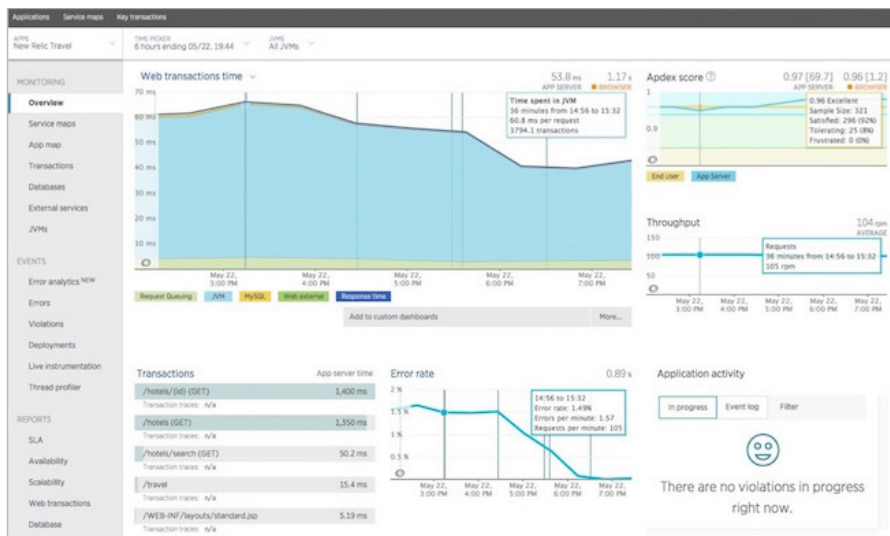 Applications Service maps Key transactions
APPS
New Relic Travel
TIME PICKER
6 hours ending 05/22, 19:44
JVMS
All JVMs
MONITORING
Overview
Service maps
App map
Transactions
Databases
External services
JVMs
EVENTS
Error analytics NEW
Errors
Violations
Deployments
Live instrumentation
Thread profiler
REPORTS
SLA
Availability
Scalability
Web transactions
Database
Web transactions time
53.8 ms
APP SERVER
1.17 s
BROWSER
70 ms
60 ms
50 ms
40 ms
30 ms
20 ms
10 ms
Time spent in JVM
36 minutes from 14:56 to 15:32
60.8 ms per request
3794.1 transactions
May 22, 3:00 PM
May 22, 4:00 PM
May 22, 5:00 PM
May 22, 6:00 PM
May 22, 7:00 PM
Request Queuing JVM MySQL Web external Response time
Add to custom dashboards More...
Apdex score ?
0.97 [69.7]
APP SERVER
0.96 [1.2]
BROWSER
1
0.9
0.96 Excellent
Sample Size: 321
Satisfied: 296 (92%)
Tolerating: 25 (8%)
Frustrated: 0 (0%)
End User App Server
Throughput
104 rpm
AVERAGE
150
100
50
Requests
36 minutes from 14:56 to 15:32
105 rpm
May 22, 3:00 PM
May 22, 4:00 PM
May 22, 5:00 PM
May 22, 6:00 PM
May 22, 7:00 PM
Transactions App server time
/hotels/{id} (GET) 1,400 ms
Transaction traces: n/a
/hotels (GET) 1,350 ms
Transaction traces: n/a
/hotels/search (GET) 50.2 ms
Transaction traces: n/a
/travel 15.4 ms
Transaction traces: n/a
/WEB-INF/layouts/standard.jsp 5.19 ms
Transaction traces: n/a
Error rate 0.89 %
2 %
1.5 %
1 %
0.5 %
14:56 to 15:32
Error rate: 1.49%
Errors per minute: 1.57
Requests per minute: 105
May 22, 3:00 PM
May 22, 4:00 PM
May 22, 5:00 PM
May 22, 6:00 PM
May 22, 7:00 PM
Application activity
In progress Event log Filter
There are no violations in progress
right now.